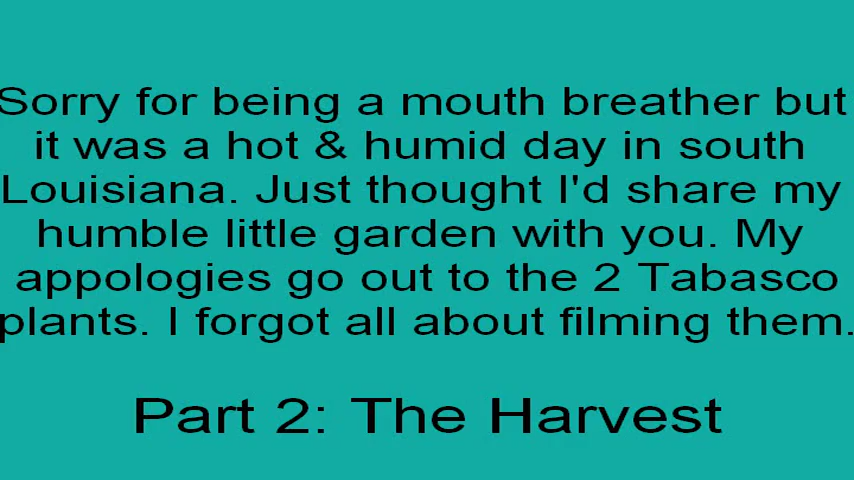 Sorry for being a mouth breather but
it was a hot & humid day in south
Louisiana. Just thought I'd share my
humble little garden with you. My
appologies go out to the 2 Tabasco
plants. I forgot all about filming them.
Part 2: The Harvest